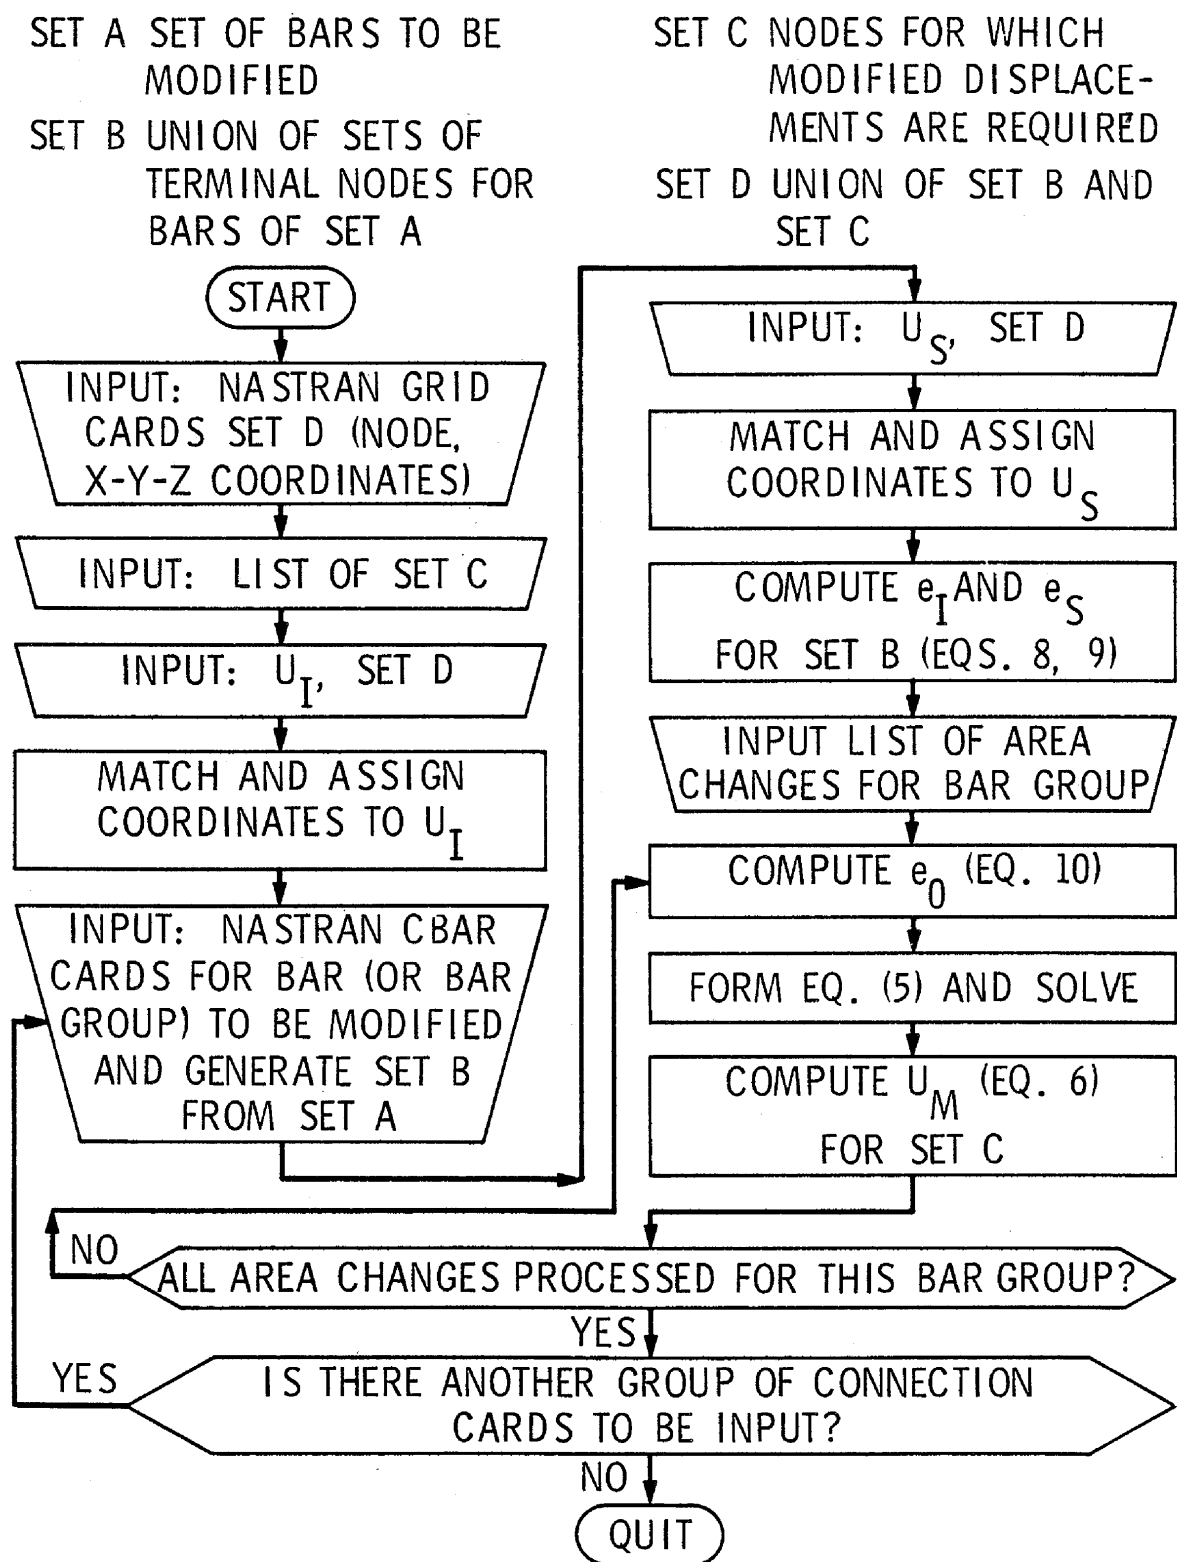 SET A SET OF BARS TO BE
MODIFIED
SET B UNION OF SETS OF
TERMINAL NODES FOR
BARS OF SET A
SET C NODES FOR WHICH
MODIFIED DISPLACE-
MENTS ARE REQUIRED
SET D UNION OF SET B AND
SET C
START
INPUT: NASTRAN GRID
CARDS SET D (NODE,
X-Y-Z COORDINATES)
INPUT: LIST OF SET C
INPUT: U_I, SET D
MATCH AND ASSIGN
COORDINATES TO U_I
INPUT: NASTRAN CBAR
CARDS FOR BAR (OR BAR
GROUP) TO BE MODIFIED
AND GENERATE SET B
FROM SET A
INPUT: U_S, SET D
MATCH AND ASSIGN
COORDINATES TO U_S
COMPUTE e_I AND e_S
FOR SET B (EQS. 8, 9)
INPUT LIST OF AREA
CHANGES FOR BAR GROUP
COMPUTE e_0 (EQ. 10)
FORM EQ. (5) AND SOLVE
COMPUTE U_M (EQ. 6)
FOR SET C
NO
ALL AREA CHANGES PROCESSED FOR THIS BAR GROUP?
YES
YES
IS THERE ANOTHER GROUP OF CONNECTION
CARDS TO BE INPUT?
NO
QUIT